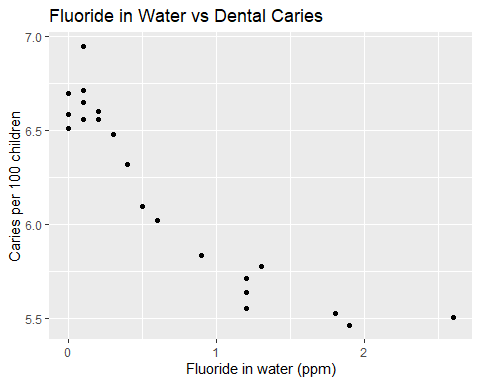 Fluoride in Water vs Dental Caries
Caries per 100 children
7.0
6.5
6.0
5.5
0
1
2
Fluoride in water (ppm)